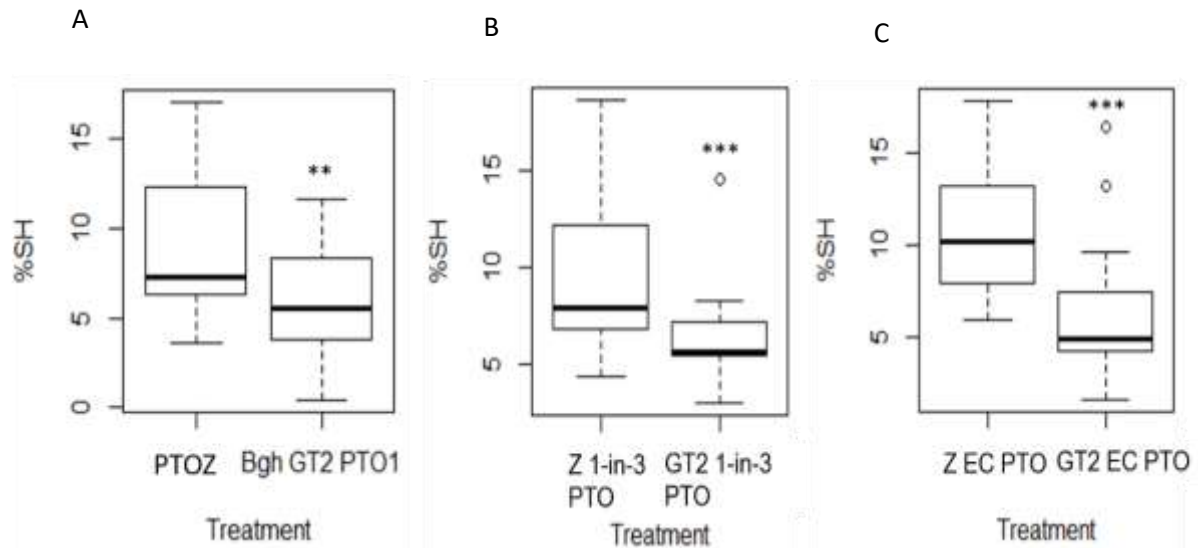 A
B
C
%SH
15
10
5
0
**
PTOZ
Bgh GT2 PTO1
Treatment
%SH
15
10
5
***
Z 1-in-3
PTO
GT2 1-in-3
PTO
Treatment
%SH
15
10
5
***
Z EC PTO
GT2 EC PTO
Treatment